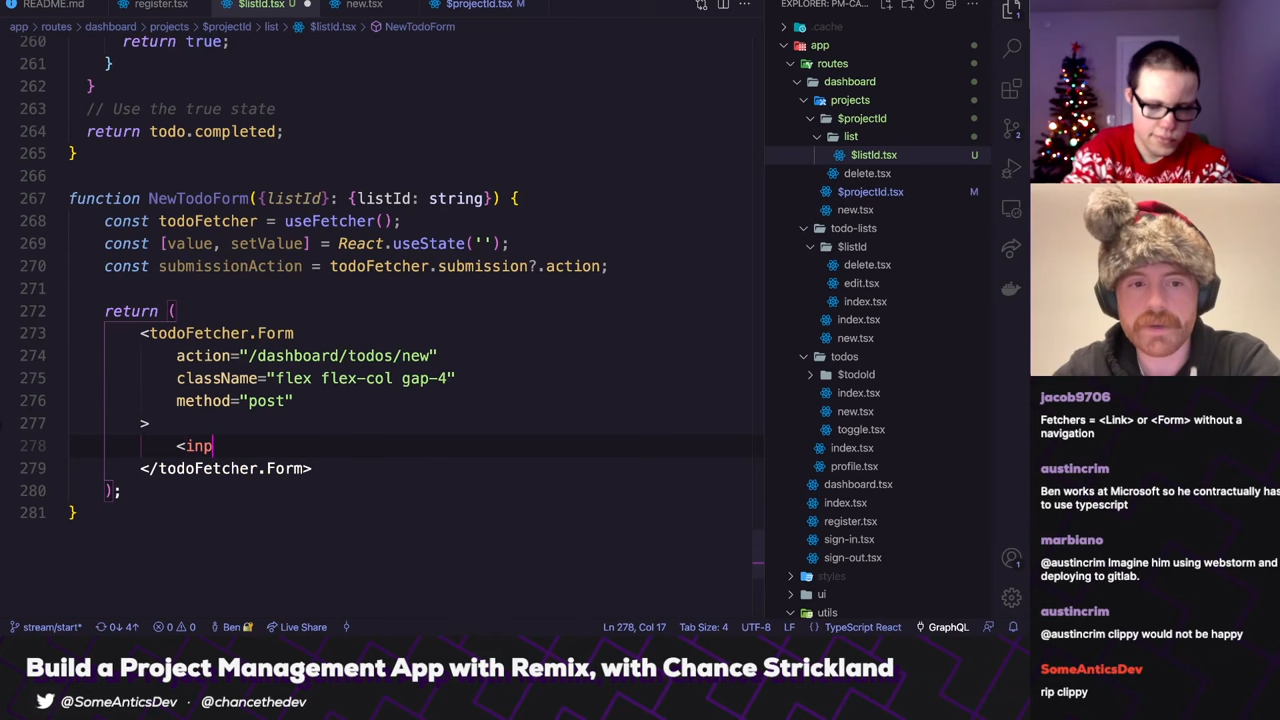 README.md register.tsx $listId.tsx U new.tsx $projectId.tsx M
app > routes > dashboard > projects > $projectId > list > $listId.tsx > NewTodoForm
260 return true;
261 }
262 }
263 // Use the true state
264 return todo.completed;
265 }
266
267 function NewTodoForm({listId}: {listId: string}) {
268 const todoFetcher = useFetcher();
269 const [value, setValue] = React.useState('');
270 const submissionAction = todoFetcher.submission?.action;
271
272 return (
273 <todoFetcher.Form
274 action="/dashboard/todos/new"
275 className="flex flex-col gap-4"
276 method="post"
277 >
278 <inp
279 </todoFetcher.Form>
280 );
281 }
EXPLORER: PM-CA...
.cache
app
routes
dashboard
projects
$projectId
list
$listId.tsx U
delete.tsx
$projectId.tsx M
new.tsx
todo-lists
$listId
delete.tsx
edit.tsx
index.tsx
index.tsx
new.tsx
todos
$todoId
index.tsx
new.tsx
toggle.tsx
index.tsx
profile.tsx
dashboard.tsx
index.tsx
register.tsx
sign-in.tsx
sign-out.tsx
styles
ui
utils
1
2
1
stream/start* 0↓ 4↑ 0 0 Ben Live Share Ln 278, Col 17 Tab Size: 4 UTF-8 LF { } TypeScript React GraphQL
jacob9706
Fetchers = <Link> or <Form> without a
navigation
austincrim
Ben works at Microsoft so he contractually has
to use typescript
marbiano
@austincrim Imagine him using webstorm and
deploying to gitlab.
austincrim
@austincrim clippy would not be happy
SomeAnticsDev
rip clippy
Build a Project Management App with Remix, with Chance Strickland
@SomeAnticsDev · @chancethedev